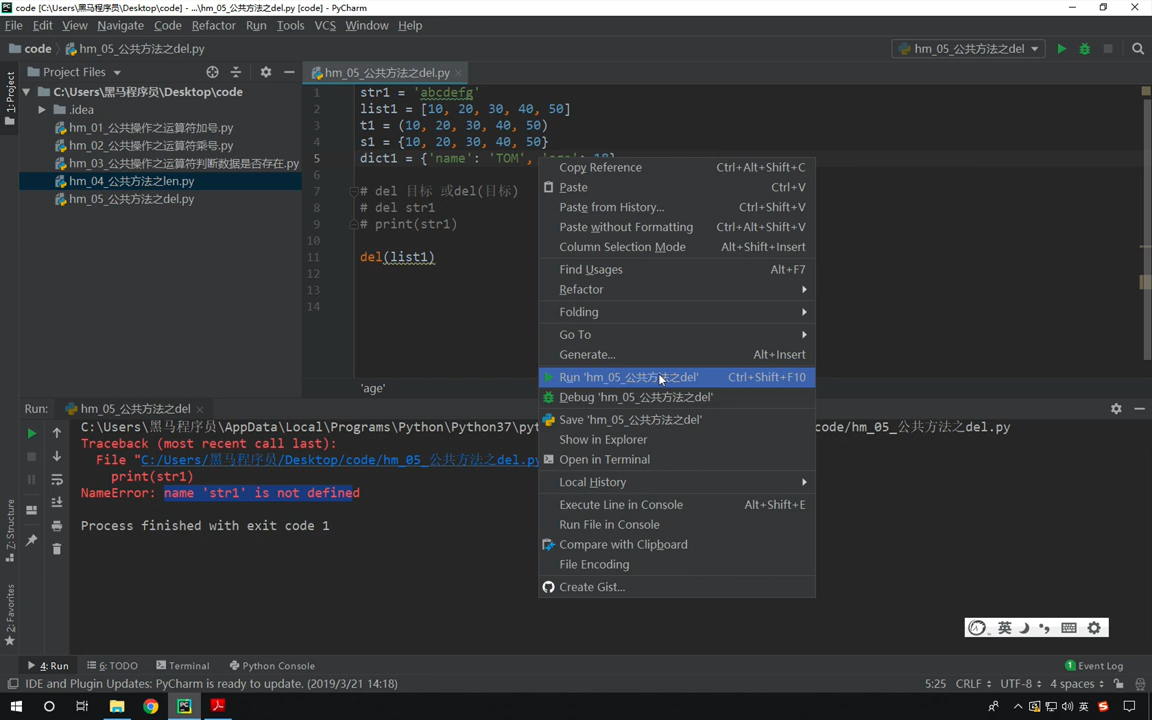 code [C:\Users\黑马程序员\Desktop\code] - ...\hm_05_公共方法之del.py [code] - PyCharm
File Edit View Navigate Code Refactor Run Tools VCS Window Help
code hm_05_公共方法之del.py hm_05_公共方法之del
1: Project
Project Files
hm_05_公共方法之del.py
C:\Users\黑马程序员\Desktop\code
.idea
hm_01_公共操作之运算符加号.py
hm_02_公共操作之运算符乘号.py
hm_03_公共操作之运算符判断数据是否存在.py
hm_04_公共方法之len.py
hm_05_公共方法之del.py
1 str1 = 'abcdefg'
2 list1 = [10, 20, 30, 40, 50]
3 t1 = (10, 20, 30, 40, 50)
4 s1 = {10, 20, 30, 40, 50}
5 dict1 = {'name': 'TOM',
6
7 # del 目标 或del(目标)
8 # del str1
9 # print(str1)
10
11 del(list1)
12
13
14
'age'
Copy Reference Ctrl+Alt+Shift+C
Paste Ctrl+V
Paste from History... Ctrl+Shift+V
Paste without Formatting Ctrl+Alt+Shift+V
Column Selection Mode Alt+Shift+Insert
Find Usages Alt+F7
Refactor
Folding
Go To
Generate... Alt+Insert
Run 'hm_05_公共方法之del' Ctrl+Shift+F10
Debug 'hm_05_公共方法之del'
Save 'hm_05_公共方法之del'
Show in Explorer
Open in Terminal
Local History
Execute Line in Console Alt+Shift+E
Run File in Console
Compare with Clipboard
File Encoding
Create Gist...
Run: hm_05_公共方法之del
C:\Users\黑马程序员\AppData\Local\Programs\Python\Python37\pyt code/hm_05_公共方法之del.py
Traceback (most recent call last):
File "C:/Users/黑马程序员/Desktop/code/hm_05_公共方法之del.py
print(str1)
NameError: name 'str1' is not defined
Process finished with exit code 1
Z: Structure
2: Favorites
英
4: Run 6: TODO Terminal Python Console 1 Event Log
IDE and Plugin Updates: PyCharm is ready to update. (2019/3/21 14:18) 5:25 CRLF UTF-8 4 spaces
英